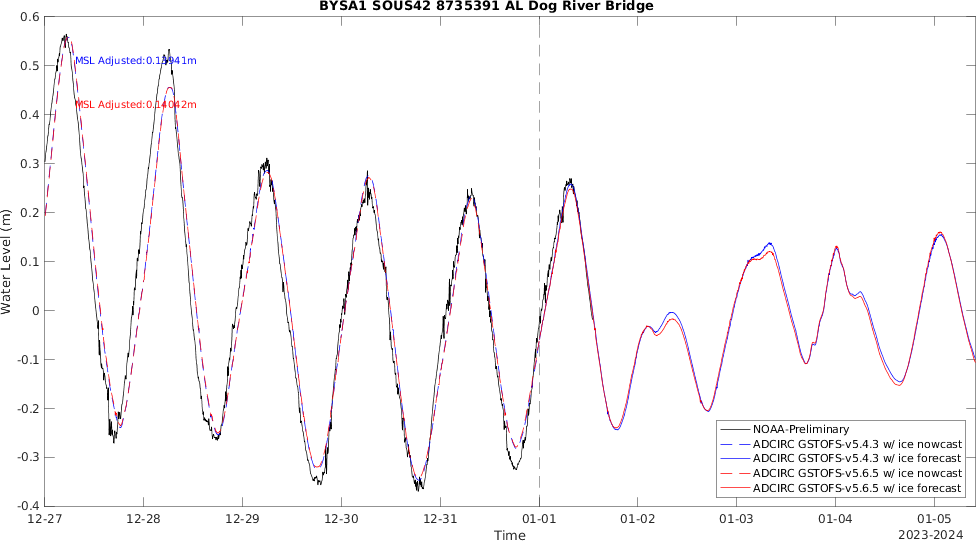 BYSA1 SOUS42 8735391 AL Dog River Bridge
0.6
0.5
0.4
0.3
0.2
0.1
0
-0.1
-0.2
-0.3
-0.4
Water Level (m)
MSL Adjusted:0.13941m
MSL Adjusted:0.14042m
NOAA-Preliminary
ADCIRC GSTOFS-v5.4.3 w/ ice nowcast
ADCIRC GSTOFS-v5.4.3 w/ ice forecast
ADCIRC GSTOFS-v5.6.5 w/ ice nowcast
ADCIRC GSTOFS-v5.6.5 w/ ice forecast
12-27 12-28 12-29 12-30 12-31 01-01 01-02 01-03 01-04 01-05
Time
2023-2024